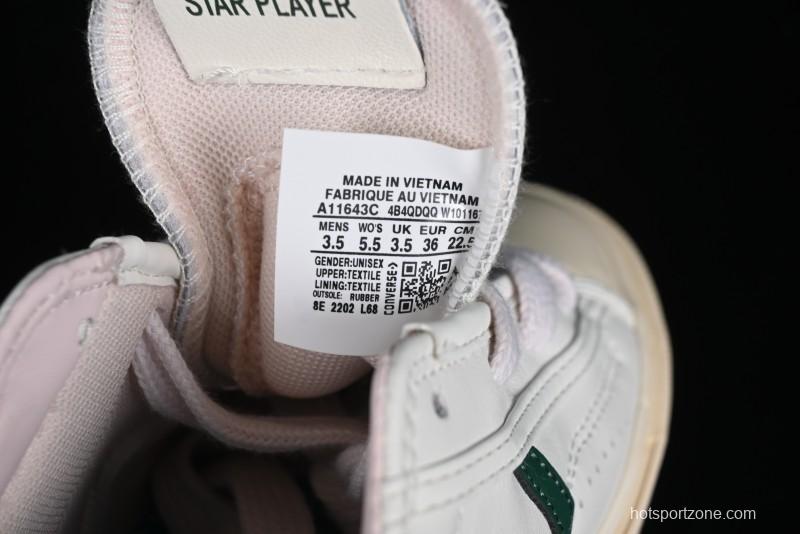 STAR PLAYER
MADE IN VIETNAM
FABRIQUE AU VIETNAM
A11643C 4B4QDQQ W10116
MENS WO'S UK EUR CM
3.5 5.5 3.5 36 22.5
GENDER:UNISEX
UPPER:TEXTILE
LINING:TEXTILE
OUTSOLE: RUBBER
8E 2202 L68
CONVERSE
hotsportzone.com